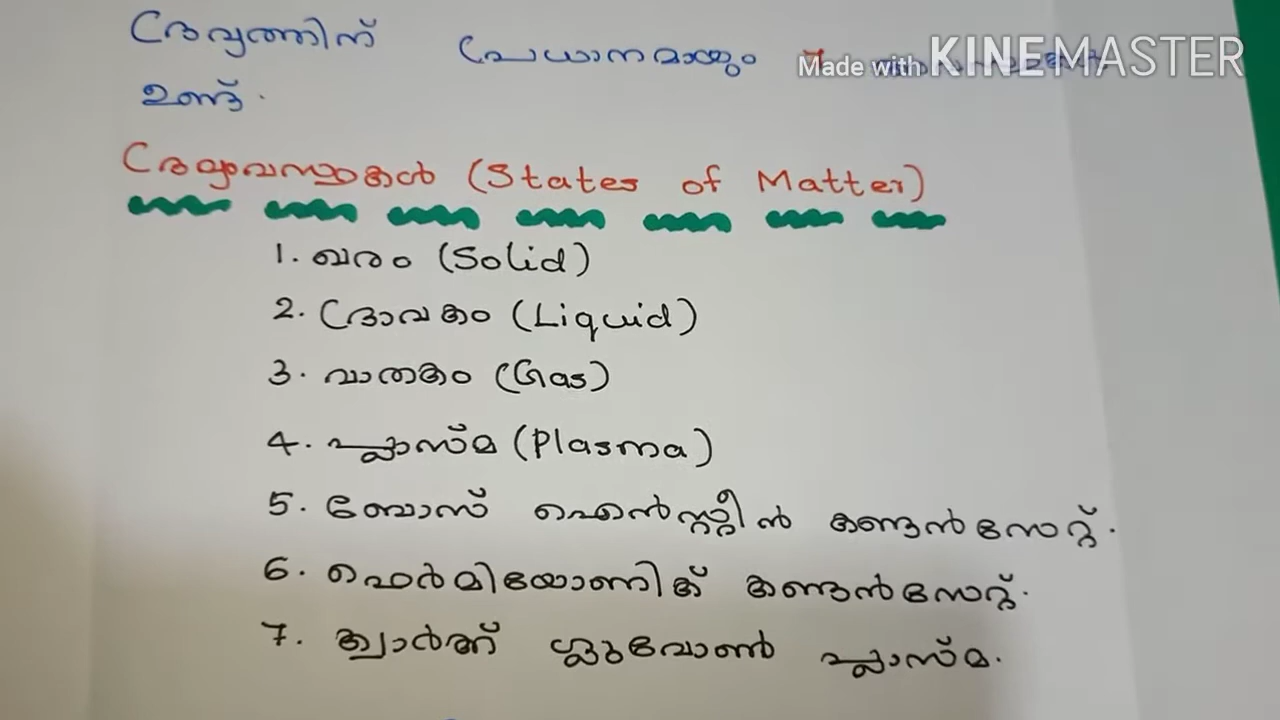 ദ്രവ്യത്തിന് പ്രധാനമായും 7
Made with KINEMASTER
ഉണ്ട്.
ദ്രവ്യാവസ്ഥകൾ (States of Matter)
1. ഖരം (Solid)
2. ദ്രാവകം (Liquid)
3. വാതകം (Gas)
4. പ്ലാസ്മ (Plasma)
5. ബോസ് ഐൻസ്റ്റീൻ കണ്ടൻസേറ്റ്.
6. ഫെർമിയോണിക് കണ്ടൻസേറ്റ്.
7. ക്വാർക്ക് ഗ്ലുവോൺ പ്ലാസ്മ.